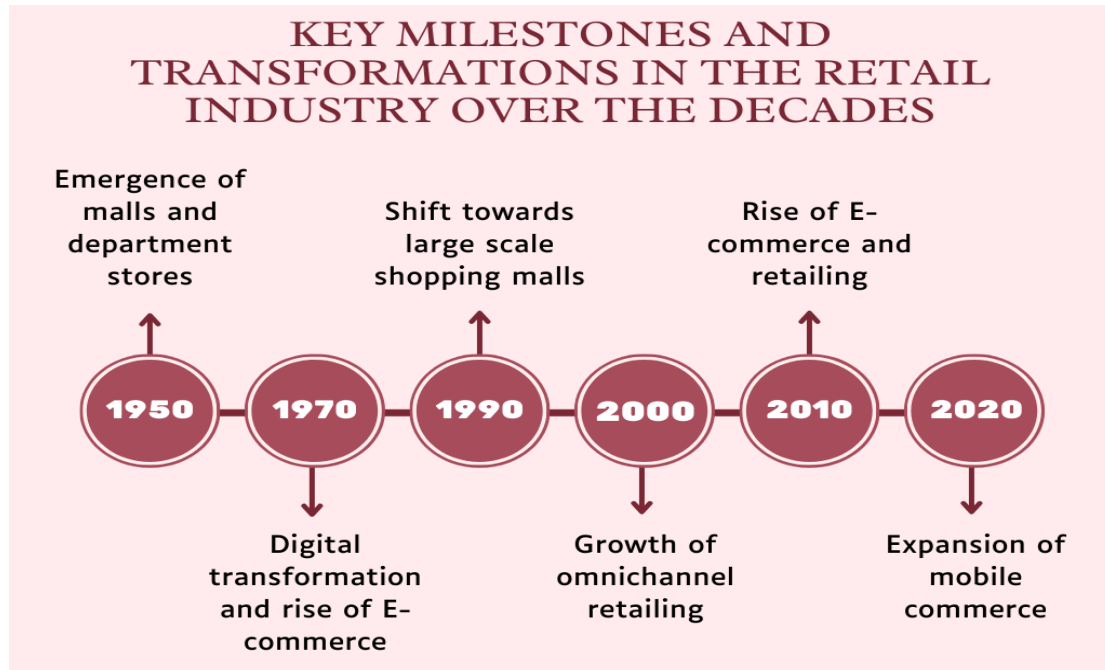 KEY MILESTONES AND
TRANSFORMATIONS IN THE RETAIL
INDUSTRY OVER THE DECADES
Emergence of
malls and
department
stores
Shift towards
large scale
shopping malls
Rise of E-
commerce and
retailing
1950
1970
1990
2000
2010
2020
Digital
transformation
and rise of E-
commerce
Growth of
omnichannel
retailing
Expansion of
mobile
commerce